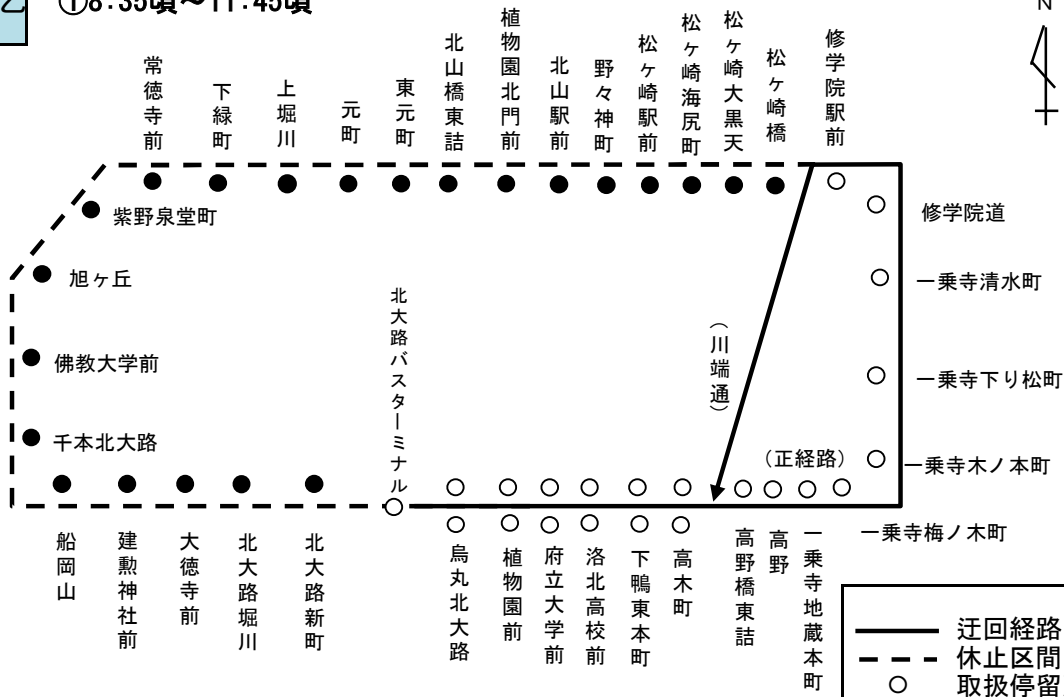 乙
①8:35頃～11:45頃
N
常徳寺前
下緑町
上堀川
元町
東元町
北山橋東詰
植物園北門前
北山駅前
野々神町
松ヶ崎駅前
松ヶ崎海尻町
松ヶ崎大黒天
松ヶ崎橋
修学院駅前
紫野泉堂町
修学院道
旭ヶ丘
一乗寺清水町
北大路バスターミナル
(川端通)
佛教大学前
一乗寺下り松町
千本北大路
(正経路)
一乗寺木ノ本町
一乗寺梅ノ木町
船岡山
建勲神社前
大徳寺前
北大路堀川
北大路新町
烏丸北大路
植物園前
府立大学前
洛北高校前
下鴨東本町
高木町
高野橋東詰
高野
一乗寺地蔵本町
迂回経路
休止区間
取扱停留